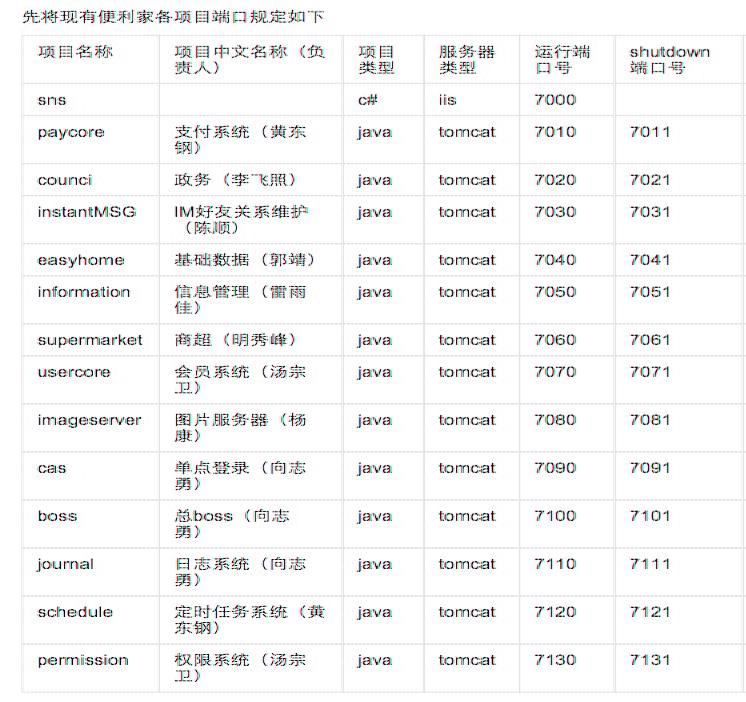 先将现有便利家各项目端口规定如下
项目名称 项目中文名称（负责人） 项目类型 服务器类型 运行端口号 shutdown端口号
sns c# iis 7000
paycore 支付系统（黄东钢） java tomcat 7010 7011
counci 政务（李飞照） java tomcat 7020 7021
instantMSG IM好友关系维护（陈顺） java tomcat 7030 7031
easyhome 基础数据（郭靖） java tomcat 7040 7041
information 信息管理（雷雨佳） java tomcat 7050 7051
supermarket 商超（明秀峰） java tomcat 7060 7061
usercore 会员系统（汤宗卫） java tomcat 7070 7071
imageserver 图片服务器（杨康） java tomcat 7080 7081
cas 单点登录（向志勇） java tomcat 7090 7091
boss 总boss（向志勇） java tomcat 7100 7101
journal 日志系统（向志勇） java tomcat 7110 7111
schedule 定时任务系统（黄东钢） java tomcat 7120 7121
permission 权限系统（汤宗卫） java tomcat 7130 7131